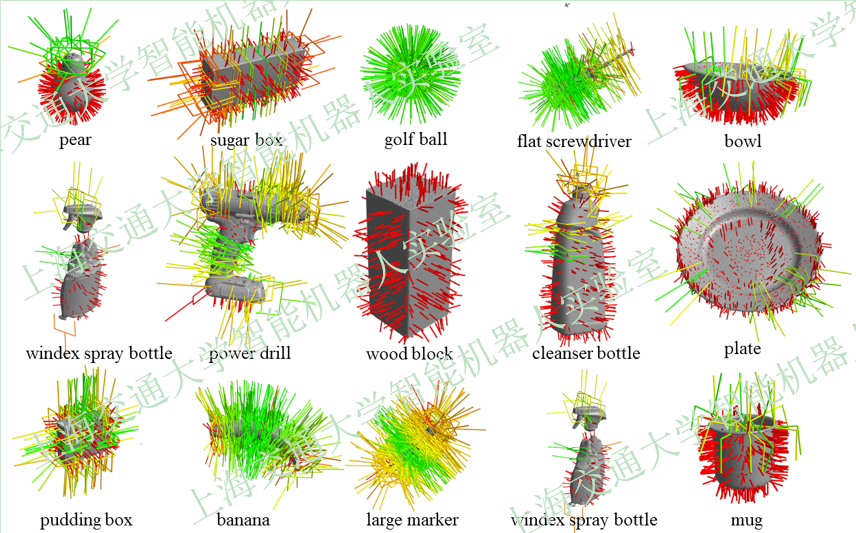 pear
sugar box
golf ball
flat screwdriver
bowl
windex spray bottle
power drill
wood block
cleanser bottle
plate
pudding box
banana
large marker
windex spray bottle
mug
上海交通大学智能机器人实验室